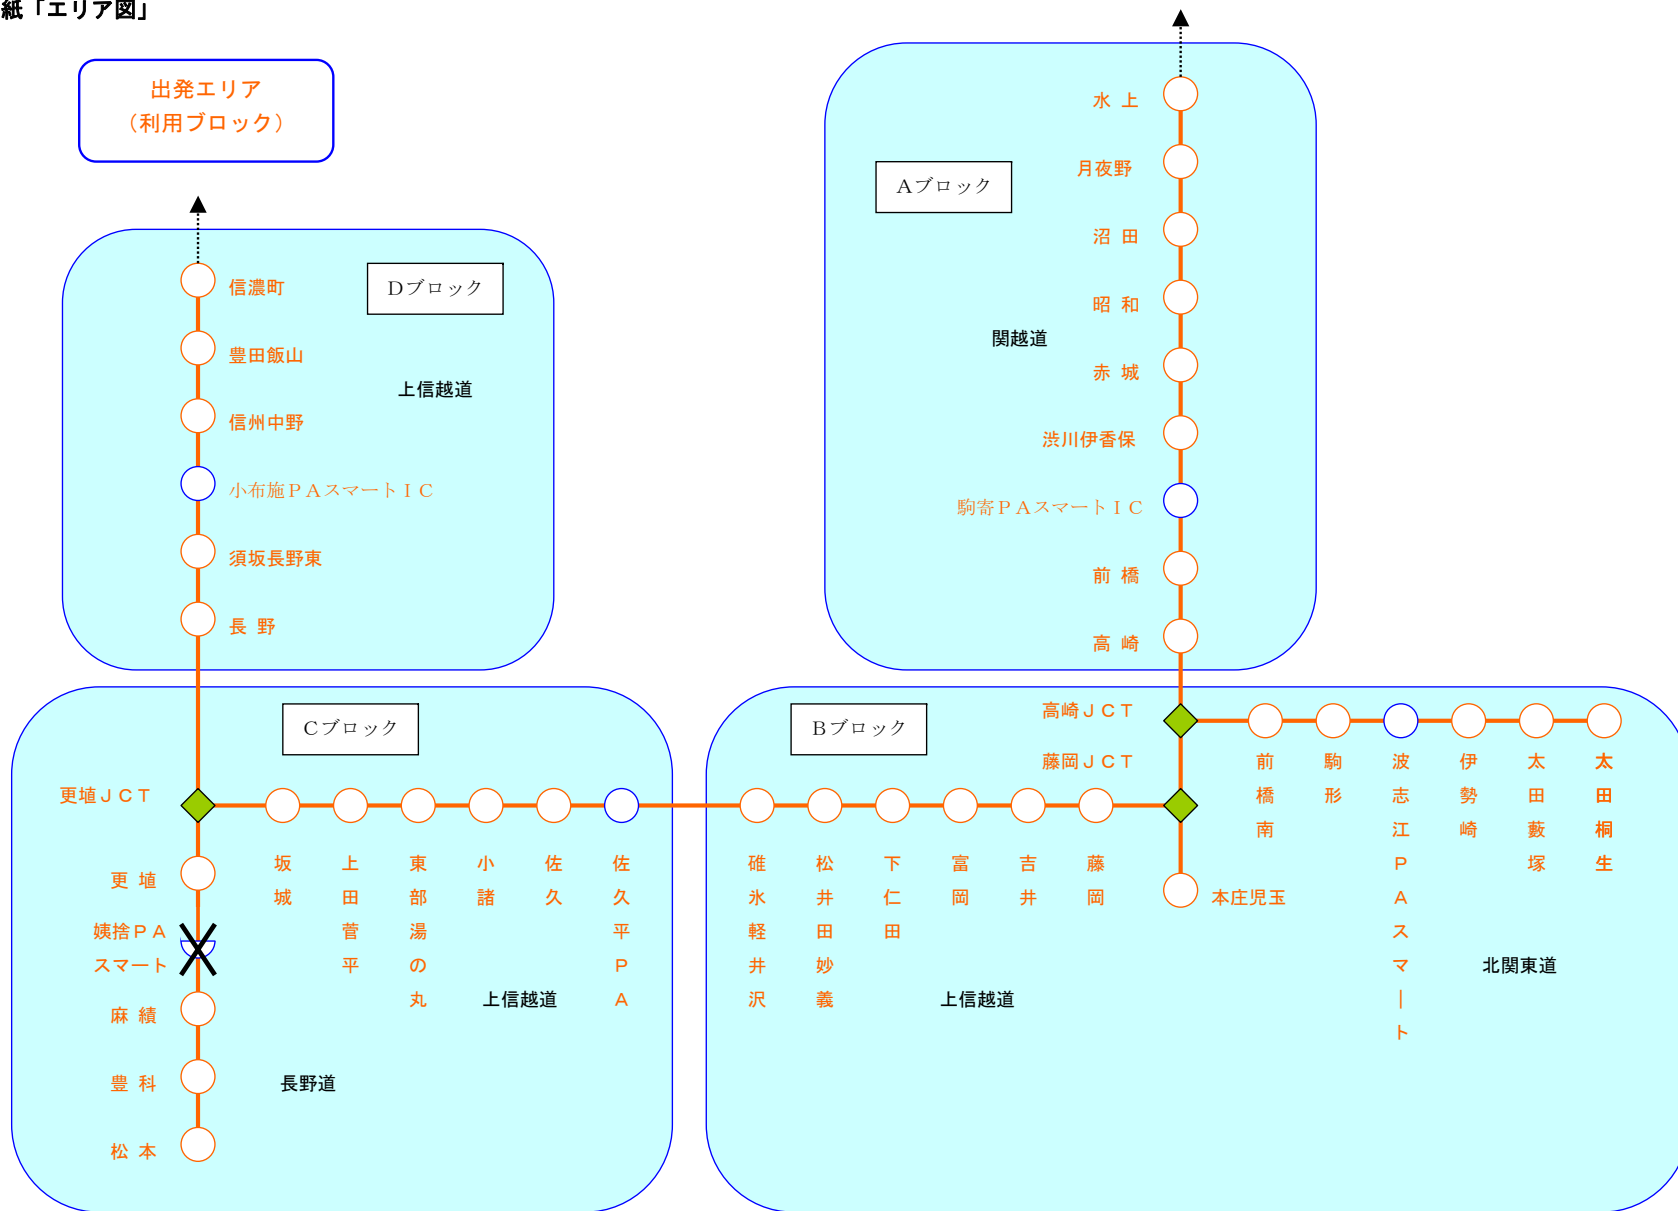 紙「エリア図」
出発エリア
（利用ブロック）
Aブロック
水 上
月夜野
沼 田
昭 和
関越道
赤 城
渋川伊香保
駒寄ＰＡスマートＩＣ
前 橋
高 崎
Dブロック
信濃町
豊田飯山
上信越道
信州中野
小布施ＰＡスマートＩＣ
須坂長野東
長 野
Cブロック
更埴ＪＣＴ
坂城
上田菅平
東部湯の丸
小諸
佐久
佐久平ＰＡ
上信越道
更 埴
姨捨ＰＡ
スマート
麻 績
豊 科
長野道
松 本
Bブロック
高崎ＪＣＴ
藤岡ＪＣＴ
碓氷軽井沢
松井田妙義
下仁田
富岡
吉井
藤岡
上信越道
本庄児玉
前橋南
駒形
波志江ＰＡスマート
伊勢崎
太田藪塚
太田桐生
北関東道